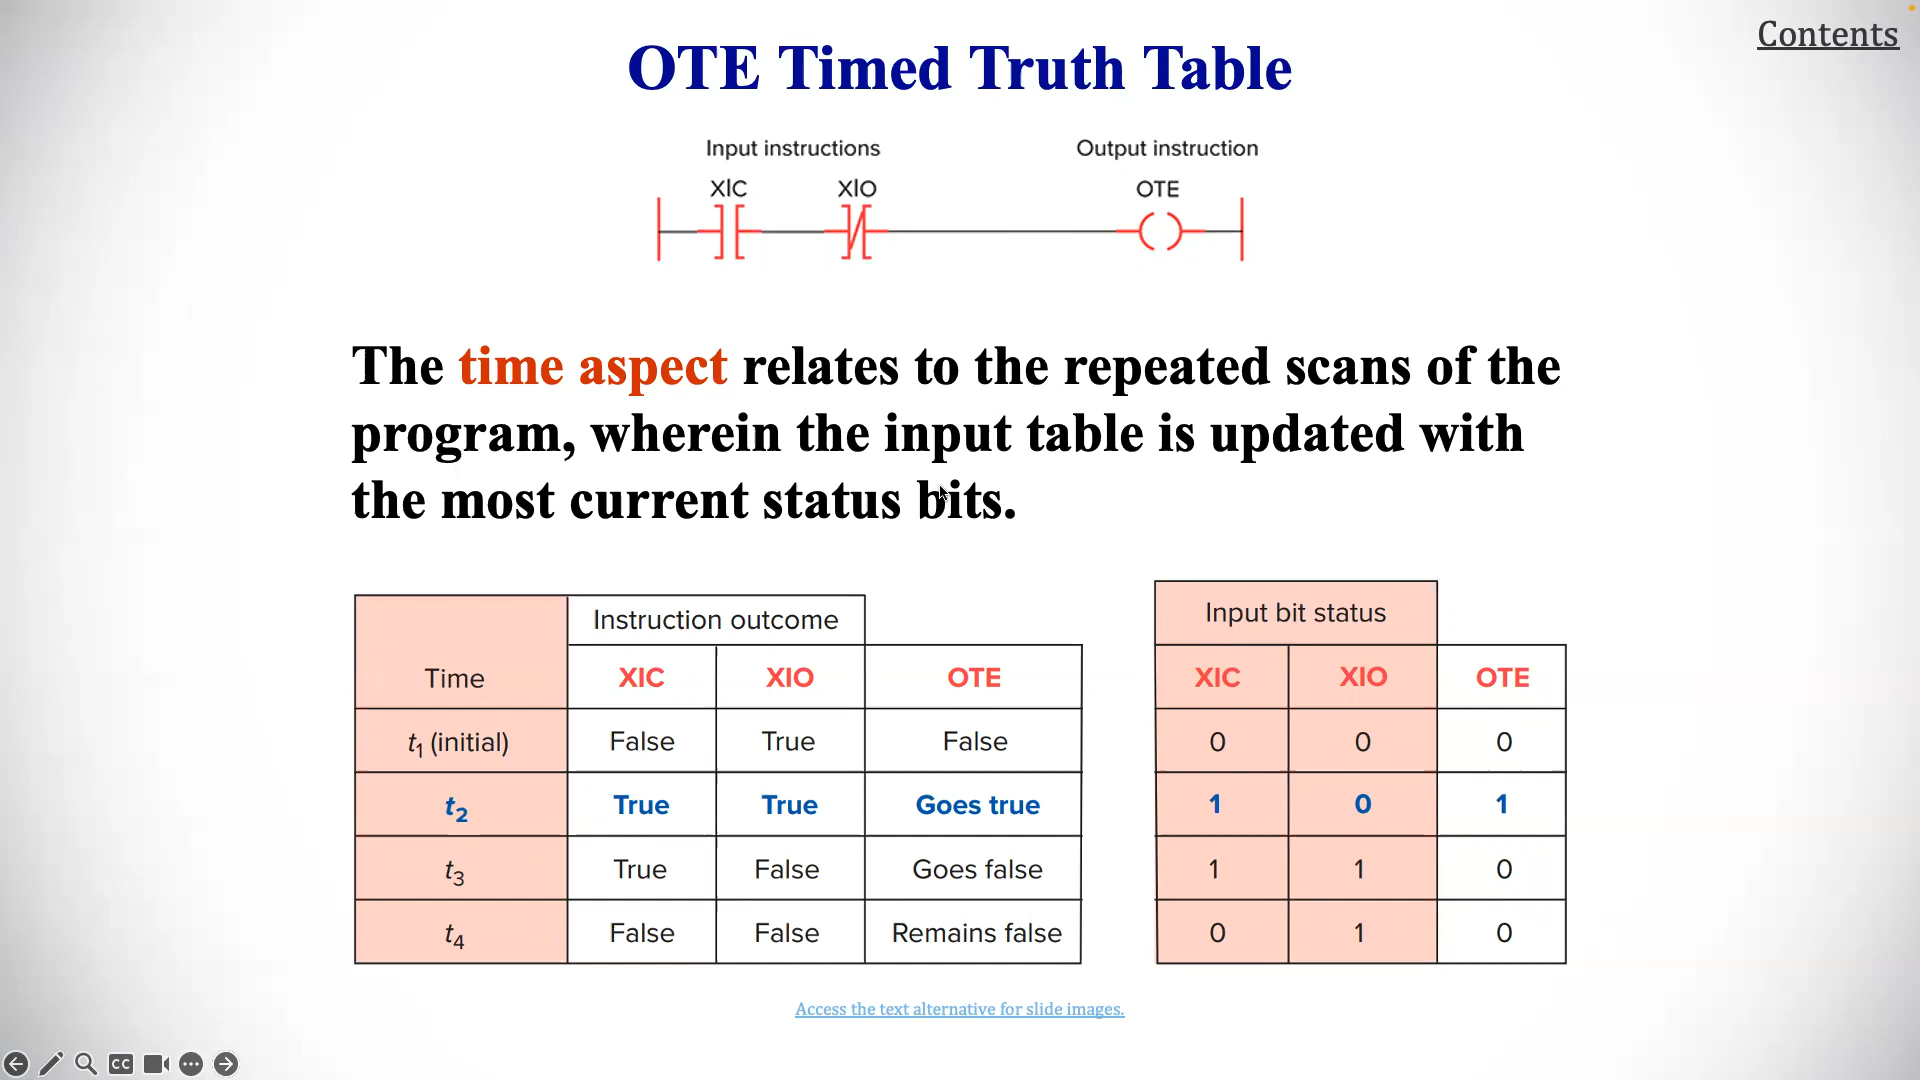 Contents
OTE Timed Truth Table
Input instructions Output instruction
XIC XIO OTE
The time aspect relates to the repeated scans of the
program, wherein the input table is updated with
the most current status bits.
Instruction outcome
Time XIC XIO OTE
t1 (initial) False True False
t2 True True Goes true
t3 True False Goes false
t4 False False Remains false
Input bit status
XIC XIO OTE
0 0 0
1 0 1
1 1 0
0 1 0
Access the text alternative for slide images.
CC